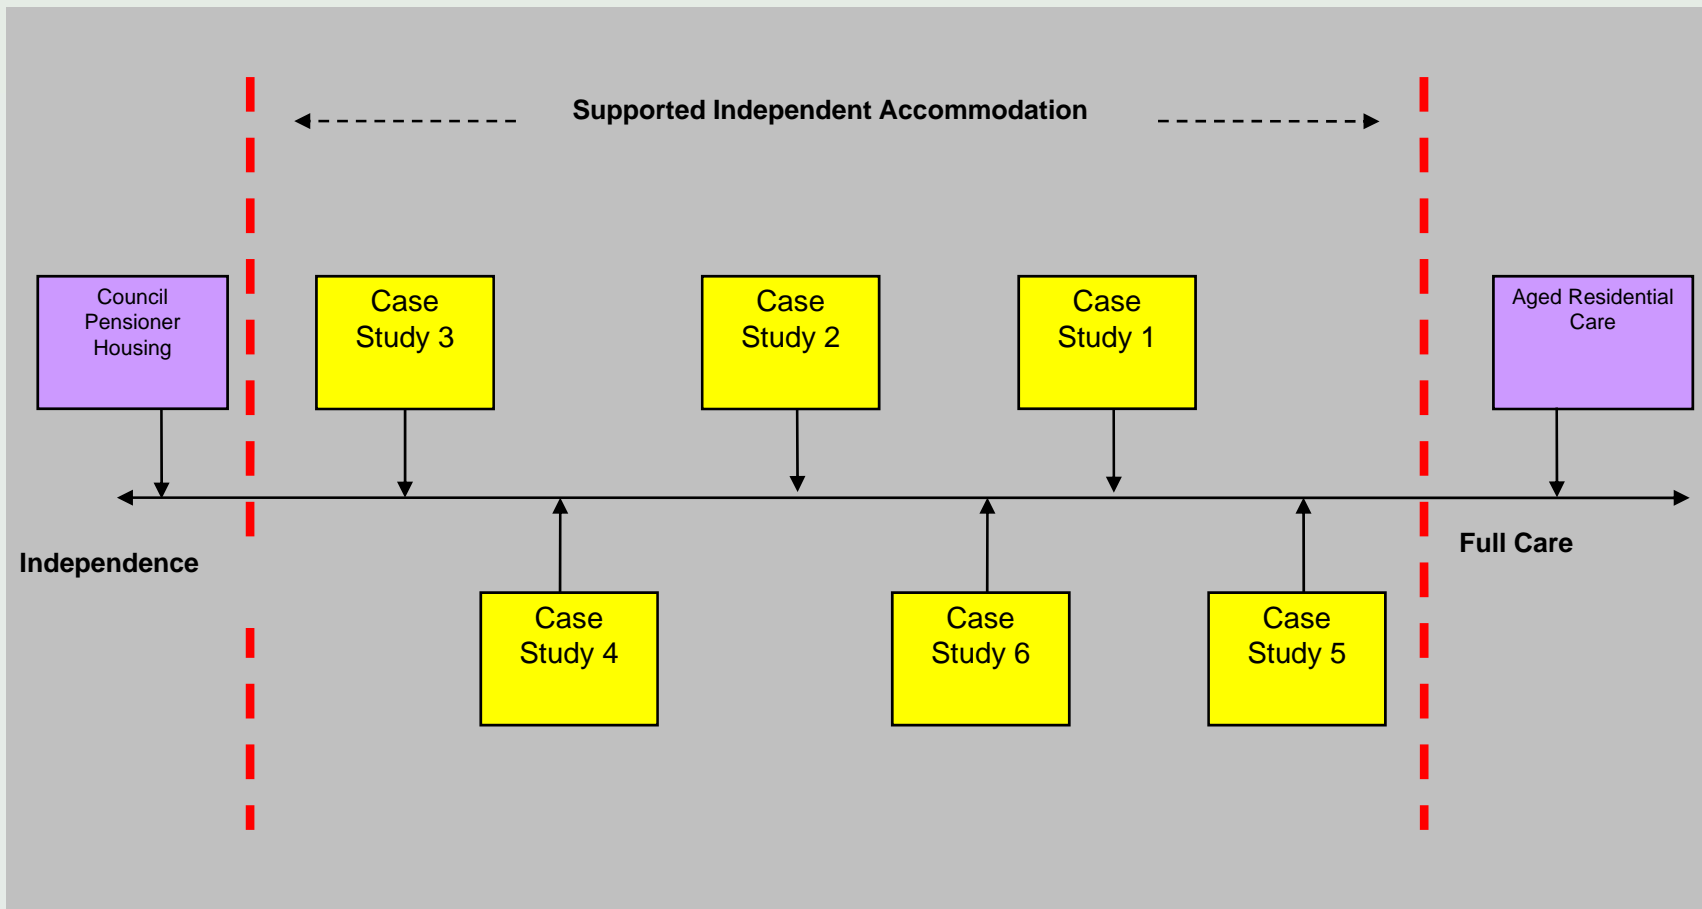 Supported Independent Accommodation
Council
Pensioner
Housing
Case
Study 3
Case
Study 2
Case
Study 1
Aged Residential
Care
Independence
Full Care
Case
Study 4
Case
Study 6
Case
Study 5